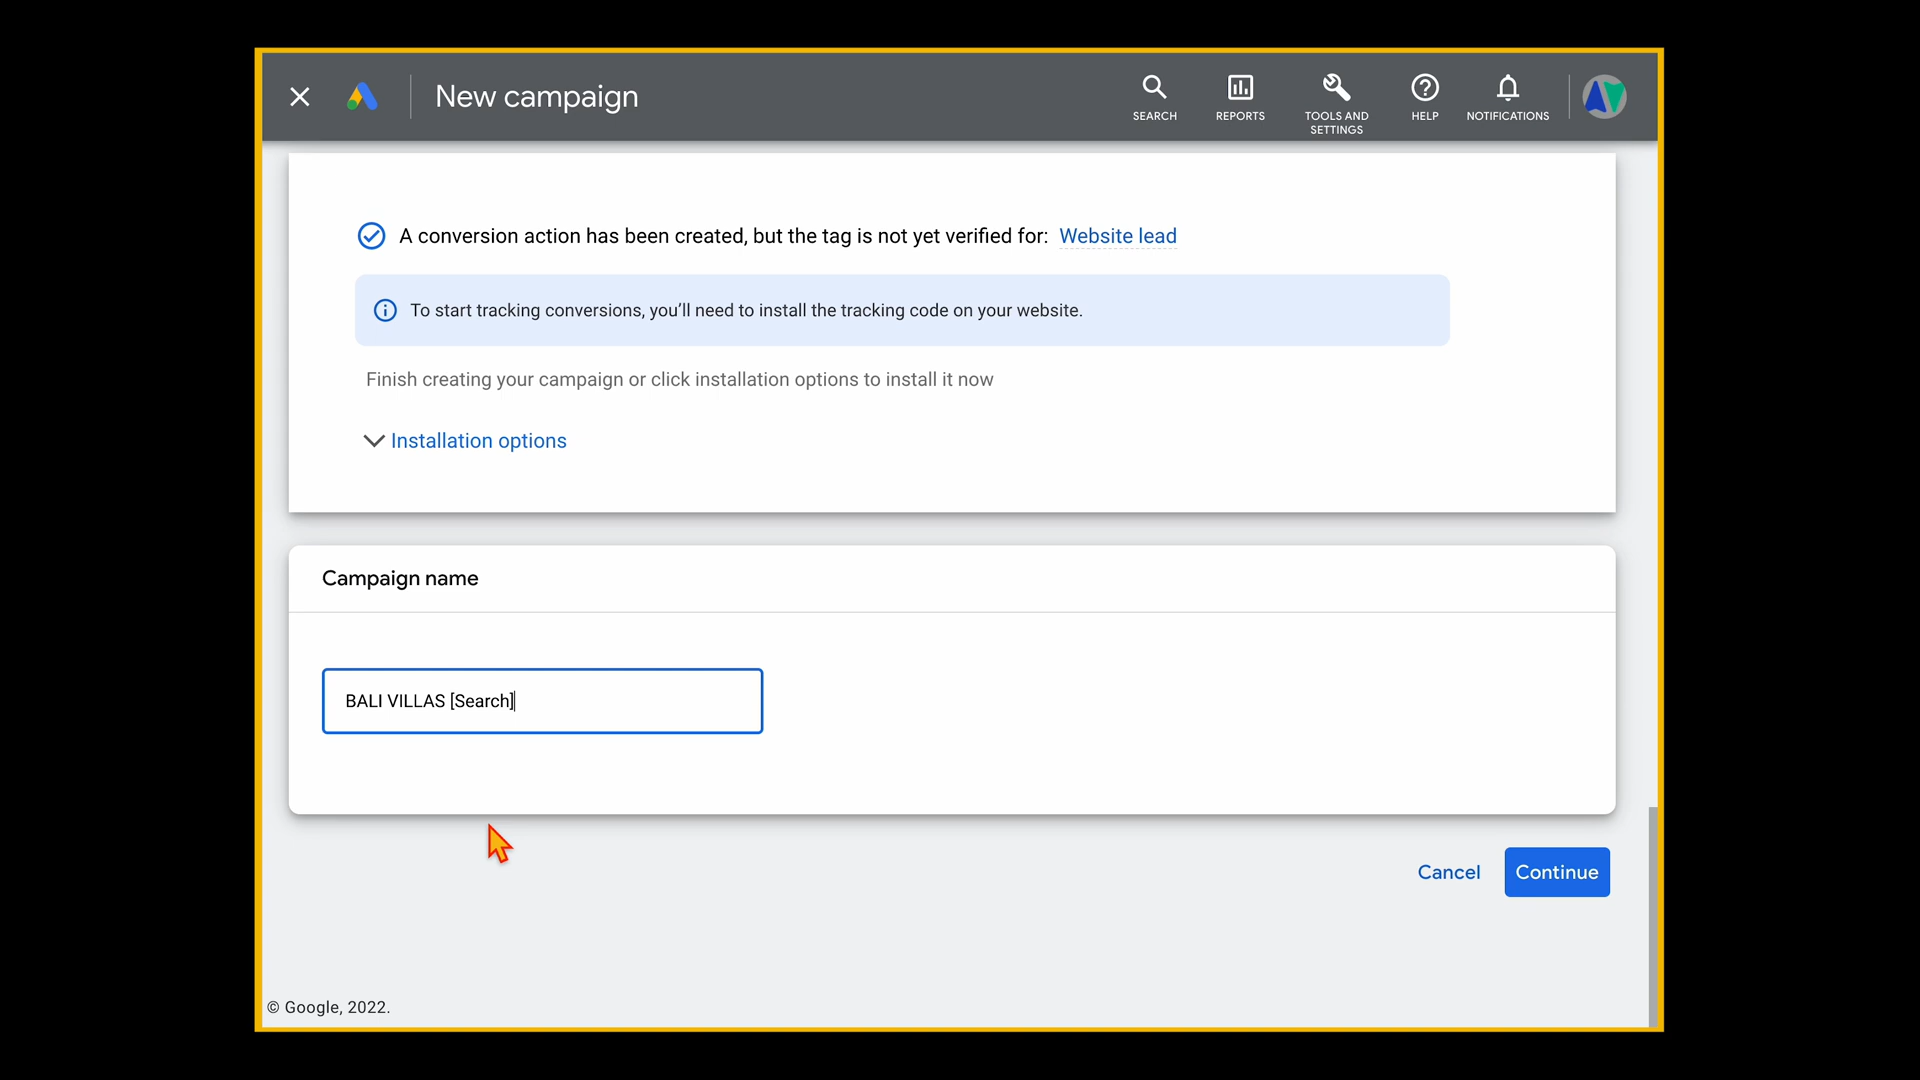 New campaign
SEARCH
REPORTS
TOOLS AND
SETTINGS
HELP
NOTIFICATIONS
A conversion action has been created, but the tag is not yet verified for: Website lead
To start tracking conversions, you’ll need to install the tracking code on your website.
Finish creating your campaign or click installation options to install it now
Installation options
Campaign name
BALI VILLAS [Search]
Cancel
Continue
© Google, 2022.